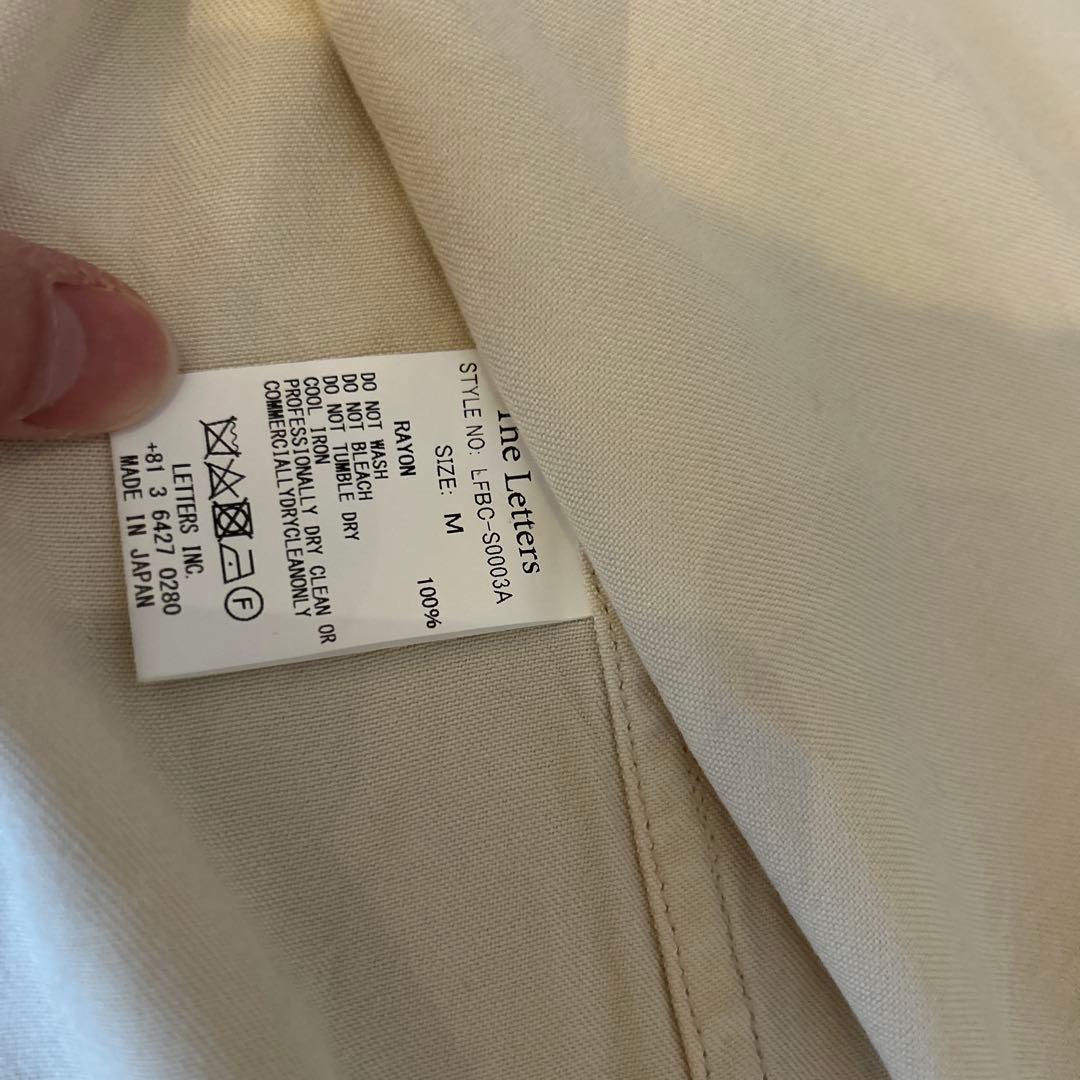 The Letters
STYLE NO: LFBC-S0003A
SIZE: M
RAYON 100%
DO NOT WASH
DO NOT BLEACH
DO NOT TUMBLE DRY
COOL IRON
PROFESSIONALLY DRY CLEAN OR
COMMERCIALLYDRYCLEANONLY
F
LETTERS INC.
+81 3 6427 0280
MADE IN JAPAN